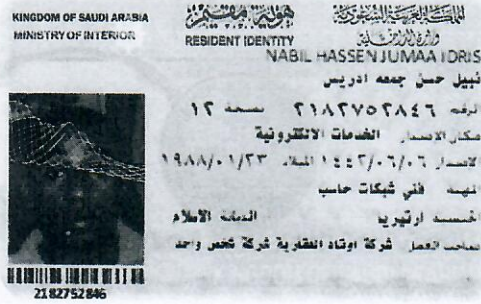 KINGDOM OF SAUDI ARABIA
MINISTRY OF INTERIOR
هوية مقيم
RESIDENT IDENTITY
المملكة العربية السعودية
وزارة الداخلية
NABIL HASSEN JUMAA IDRIS
نبيل حسن جمعه ادريس
الرقم ٢١٨٢٧٥٢٨٤٦ نسخة ١٢
مكان الاصدار الخدمات الالكترونية
الاصدار ١٤٤٢/٠٦/٠٦ الميلاد ١٩٨٨/٠١/٢٣
المهنة فني شبكات حاسب
الجنسية ارتيريا الديانة الاسلام
صاحب العمل شركة اوتاد العقارية شركة شخص واحد
2182752846